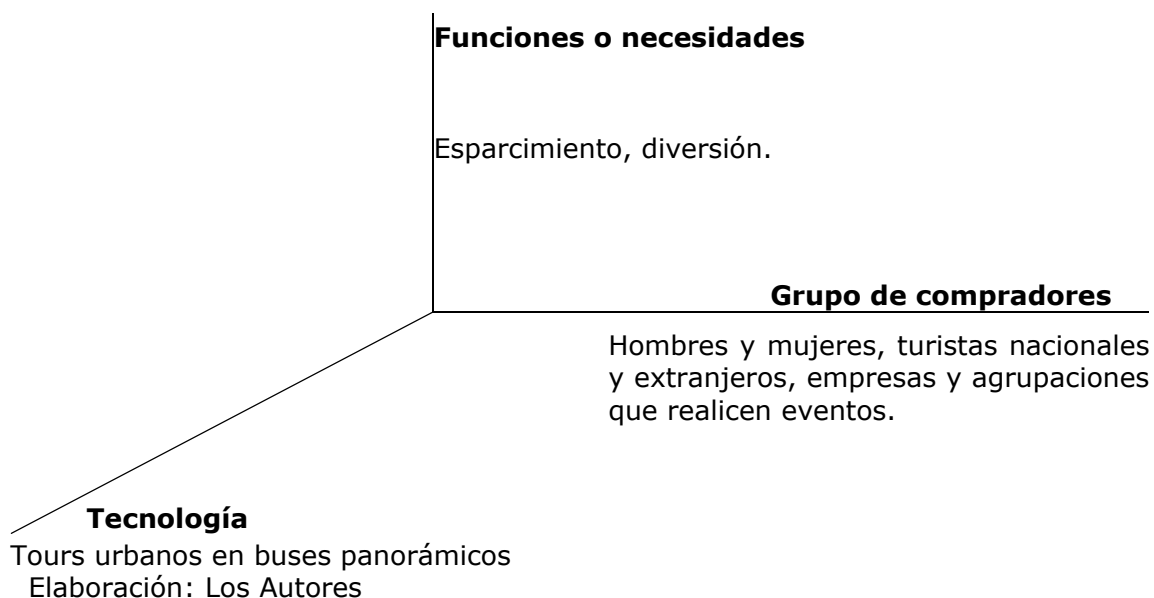 Funciones o necesidades
Esparcimiento, diversión.
Grupo de compradores
Hombres y mujeres, turistas nacionales
y extranjeros, empresas y agrupaciones
que realicen eventos.
Tecnología
Tours urbanos en buses panorámicos
Elaboración: Los Autores